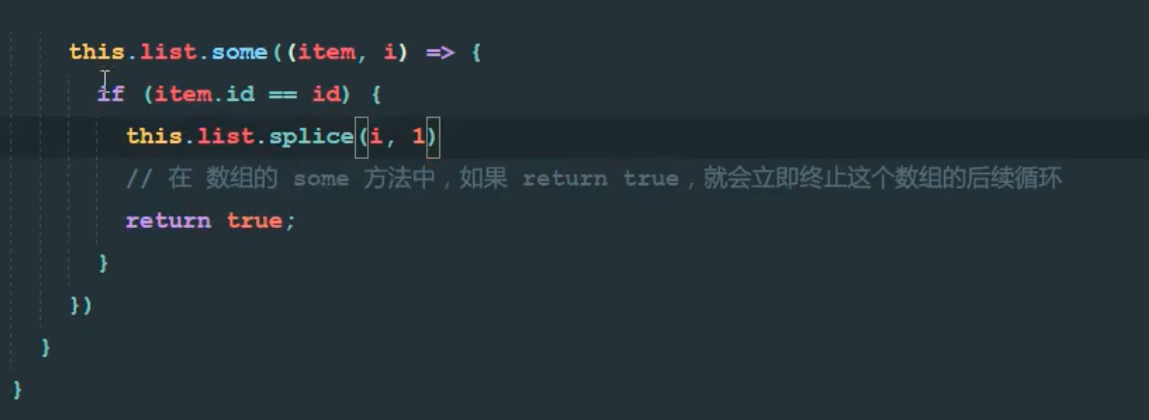 this.list.some((item, i) => {
if (item.id == id) {
this.list.splice(i, 1)
// 在 数组的 some 方法中，如果 return true，就会立即终止这个数组的后续循环
return true;
}
})
}
}